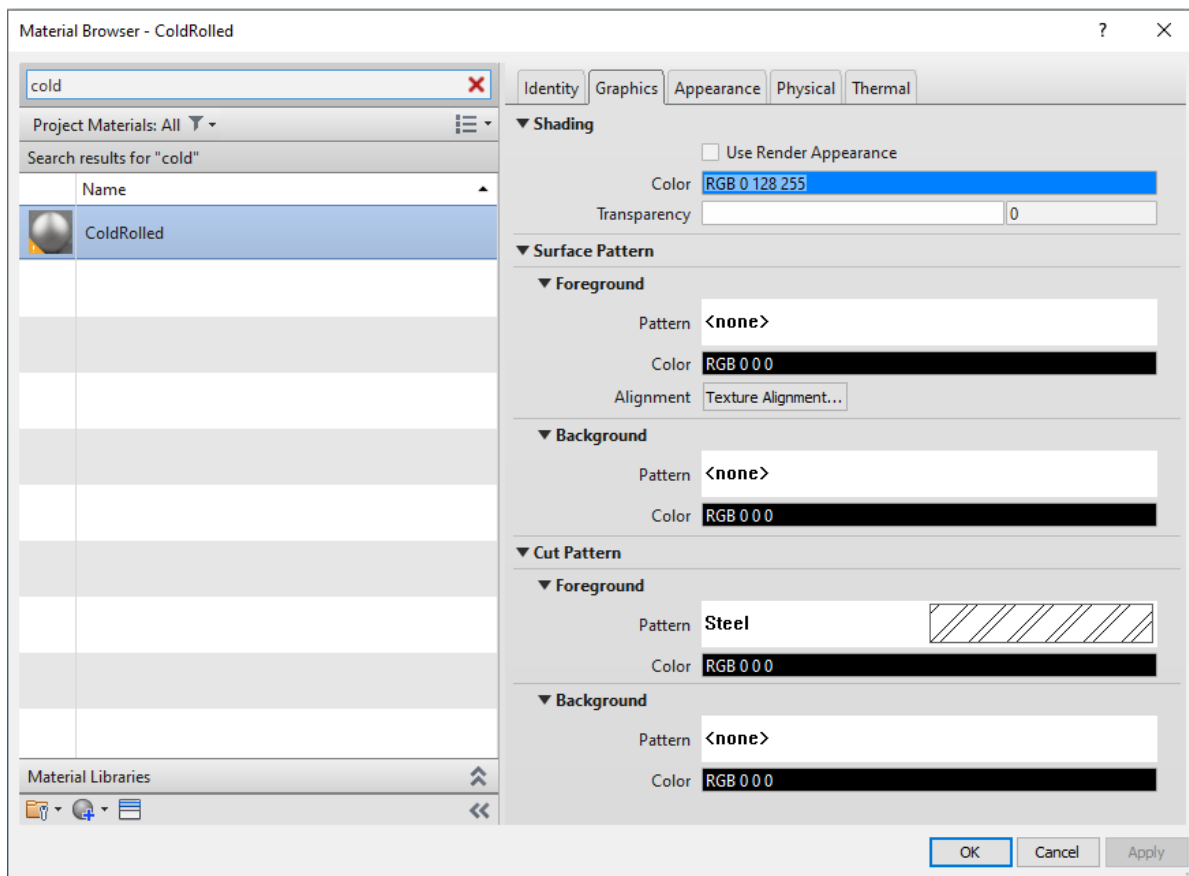 Material Browser - ColdRolled
?
cold
Project Materials: All
Search results for "cold"
Name
ColdRolled
Material Libraries
Identity Graphics Appearance Physical Thermal
Shading
Use Render Appearance
Color RGB 0 128 255
Transparency 0
Surface Pattern
Foreground
Pattern <none>
Color RGB 0 0 0
Alignment Texture Alignment...
Background
Pattern <none>
Color RGB 0 0 0
Cut Pattern
Foreground
Pattern Steel
Color RGB 0 0 0
Background
Pattern <none>
Color RGB 0 0 0
OK Cancel Apply